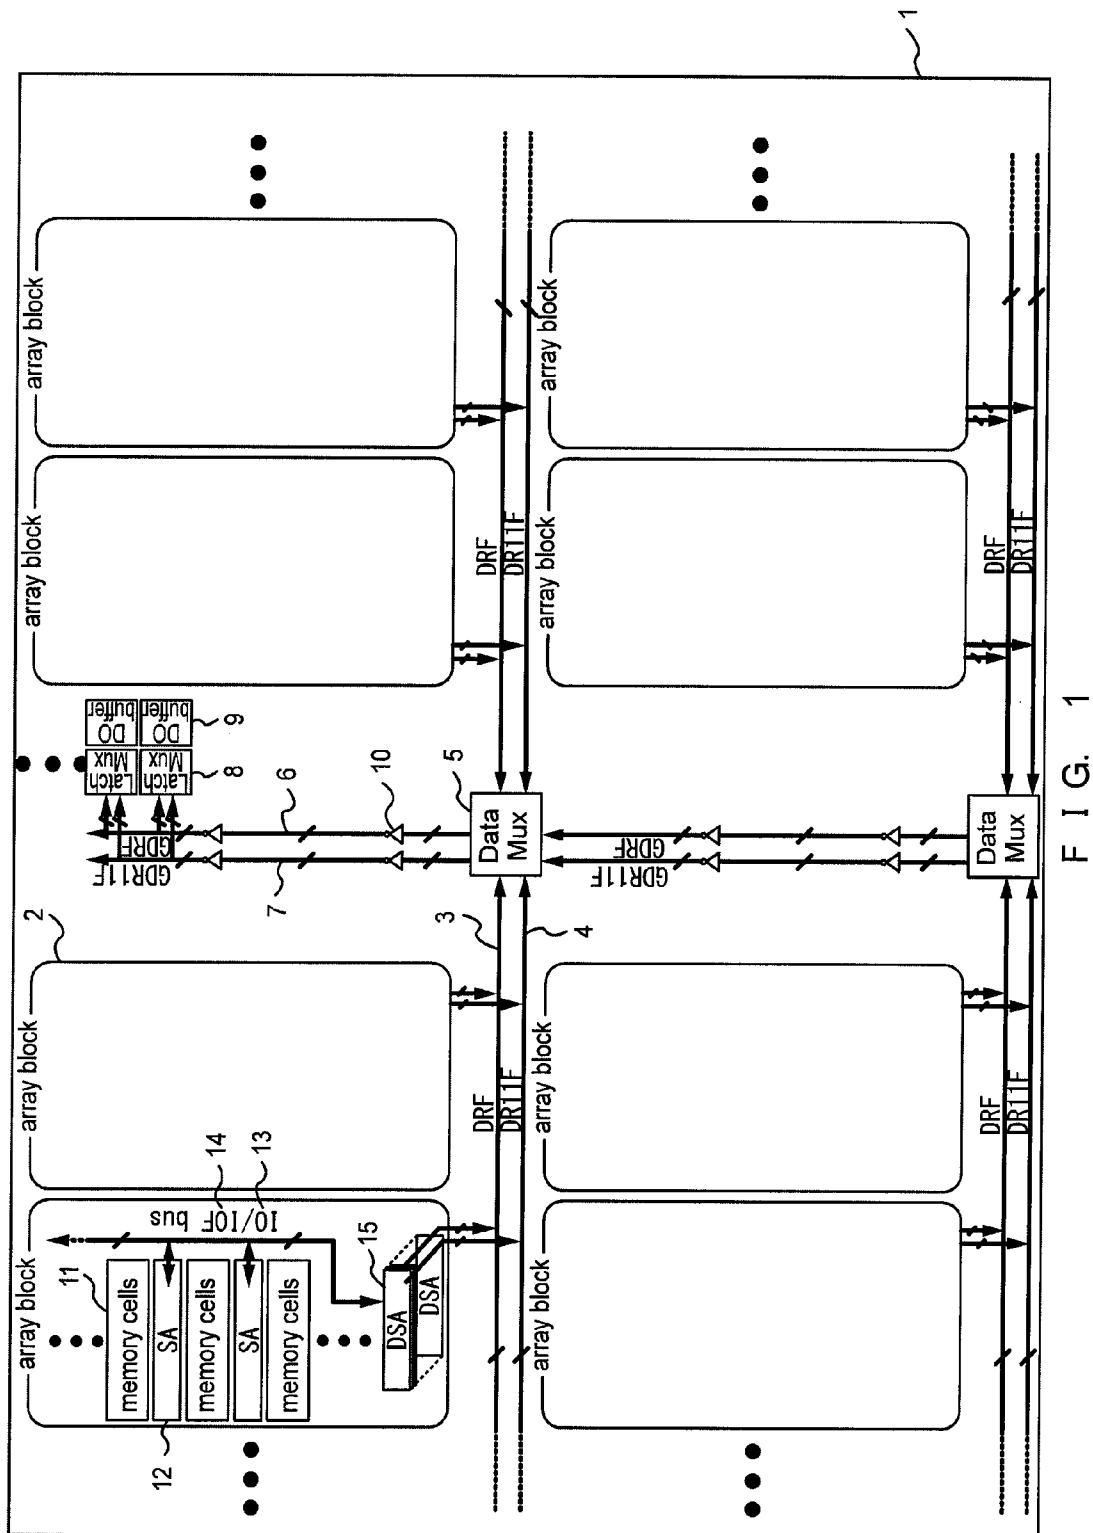 1
array block
array block
array block
array block
memory cells
SA
memory cells
SA
memory cells
11
12
IO/IOF bus
14
13
15
DSA
DSA
2
GDR11F
GDRF
7
6
10
5
Latch
Mux
Latch
Mux
8
DO
buffer
DO
buffer
9
DRF
DR11F
3
4
Data
Mux
DRF
DR11F
array block
array block
array block
array block
GDR11F
GDRF
DRF
DR11F
Data
Mux
DRF
DR11F
FIG. 1